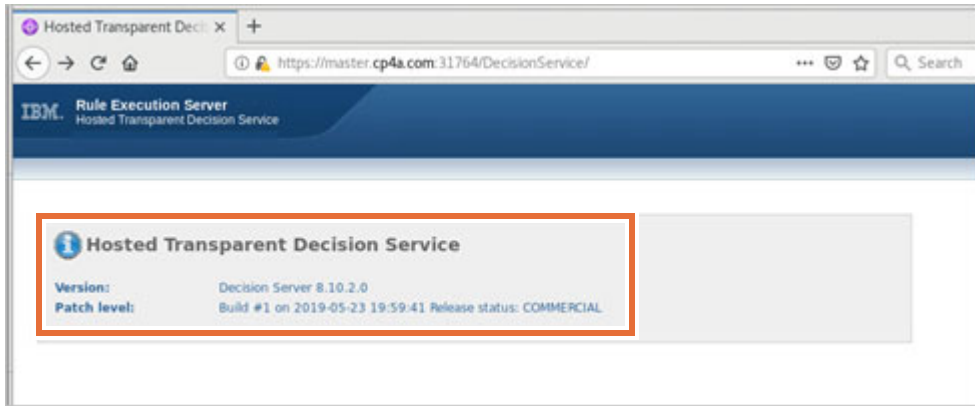 Hosted Transparent Deci
https://master.cp4a.com:31764/DecisionService/
Search
IBM. Rule Execution Server
Hosted Transparent Decision Service
Hosted Transparent Decision Service
Version: Decision Server 8.10.2.0
Patch level: Build #1 on 2019-05-23 19:59:41 Release status: COMMERCIAL